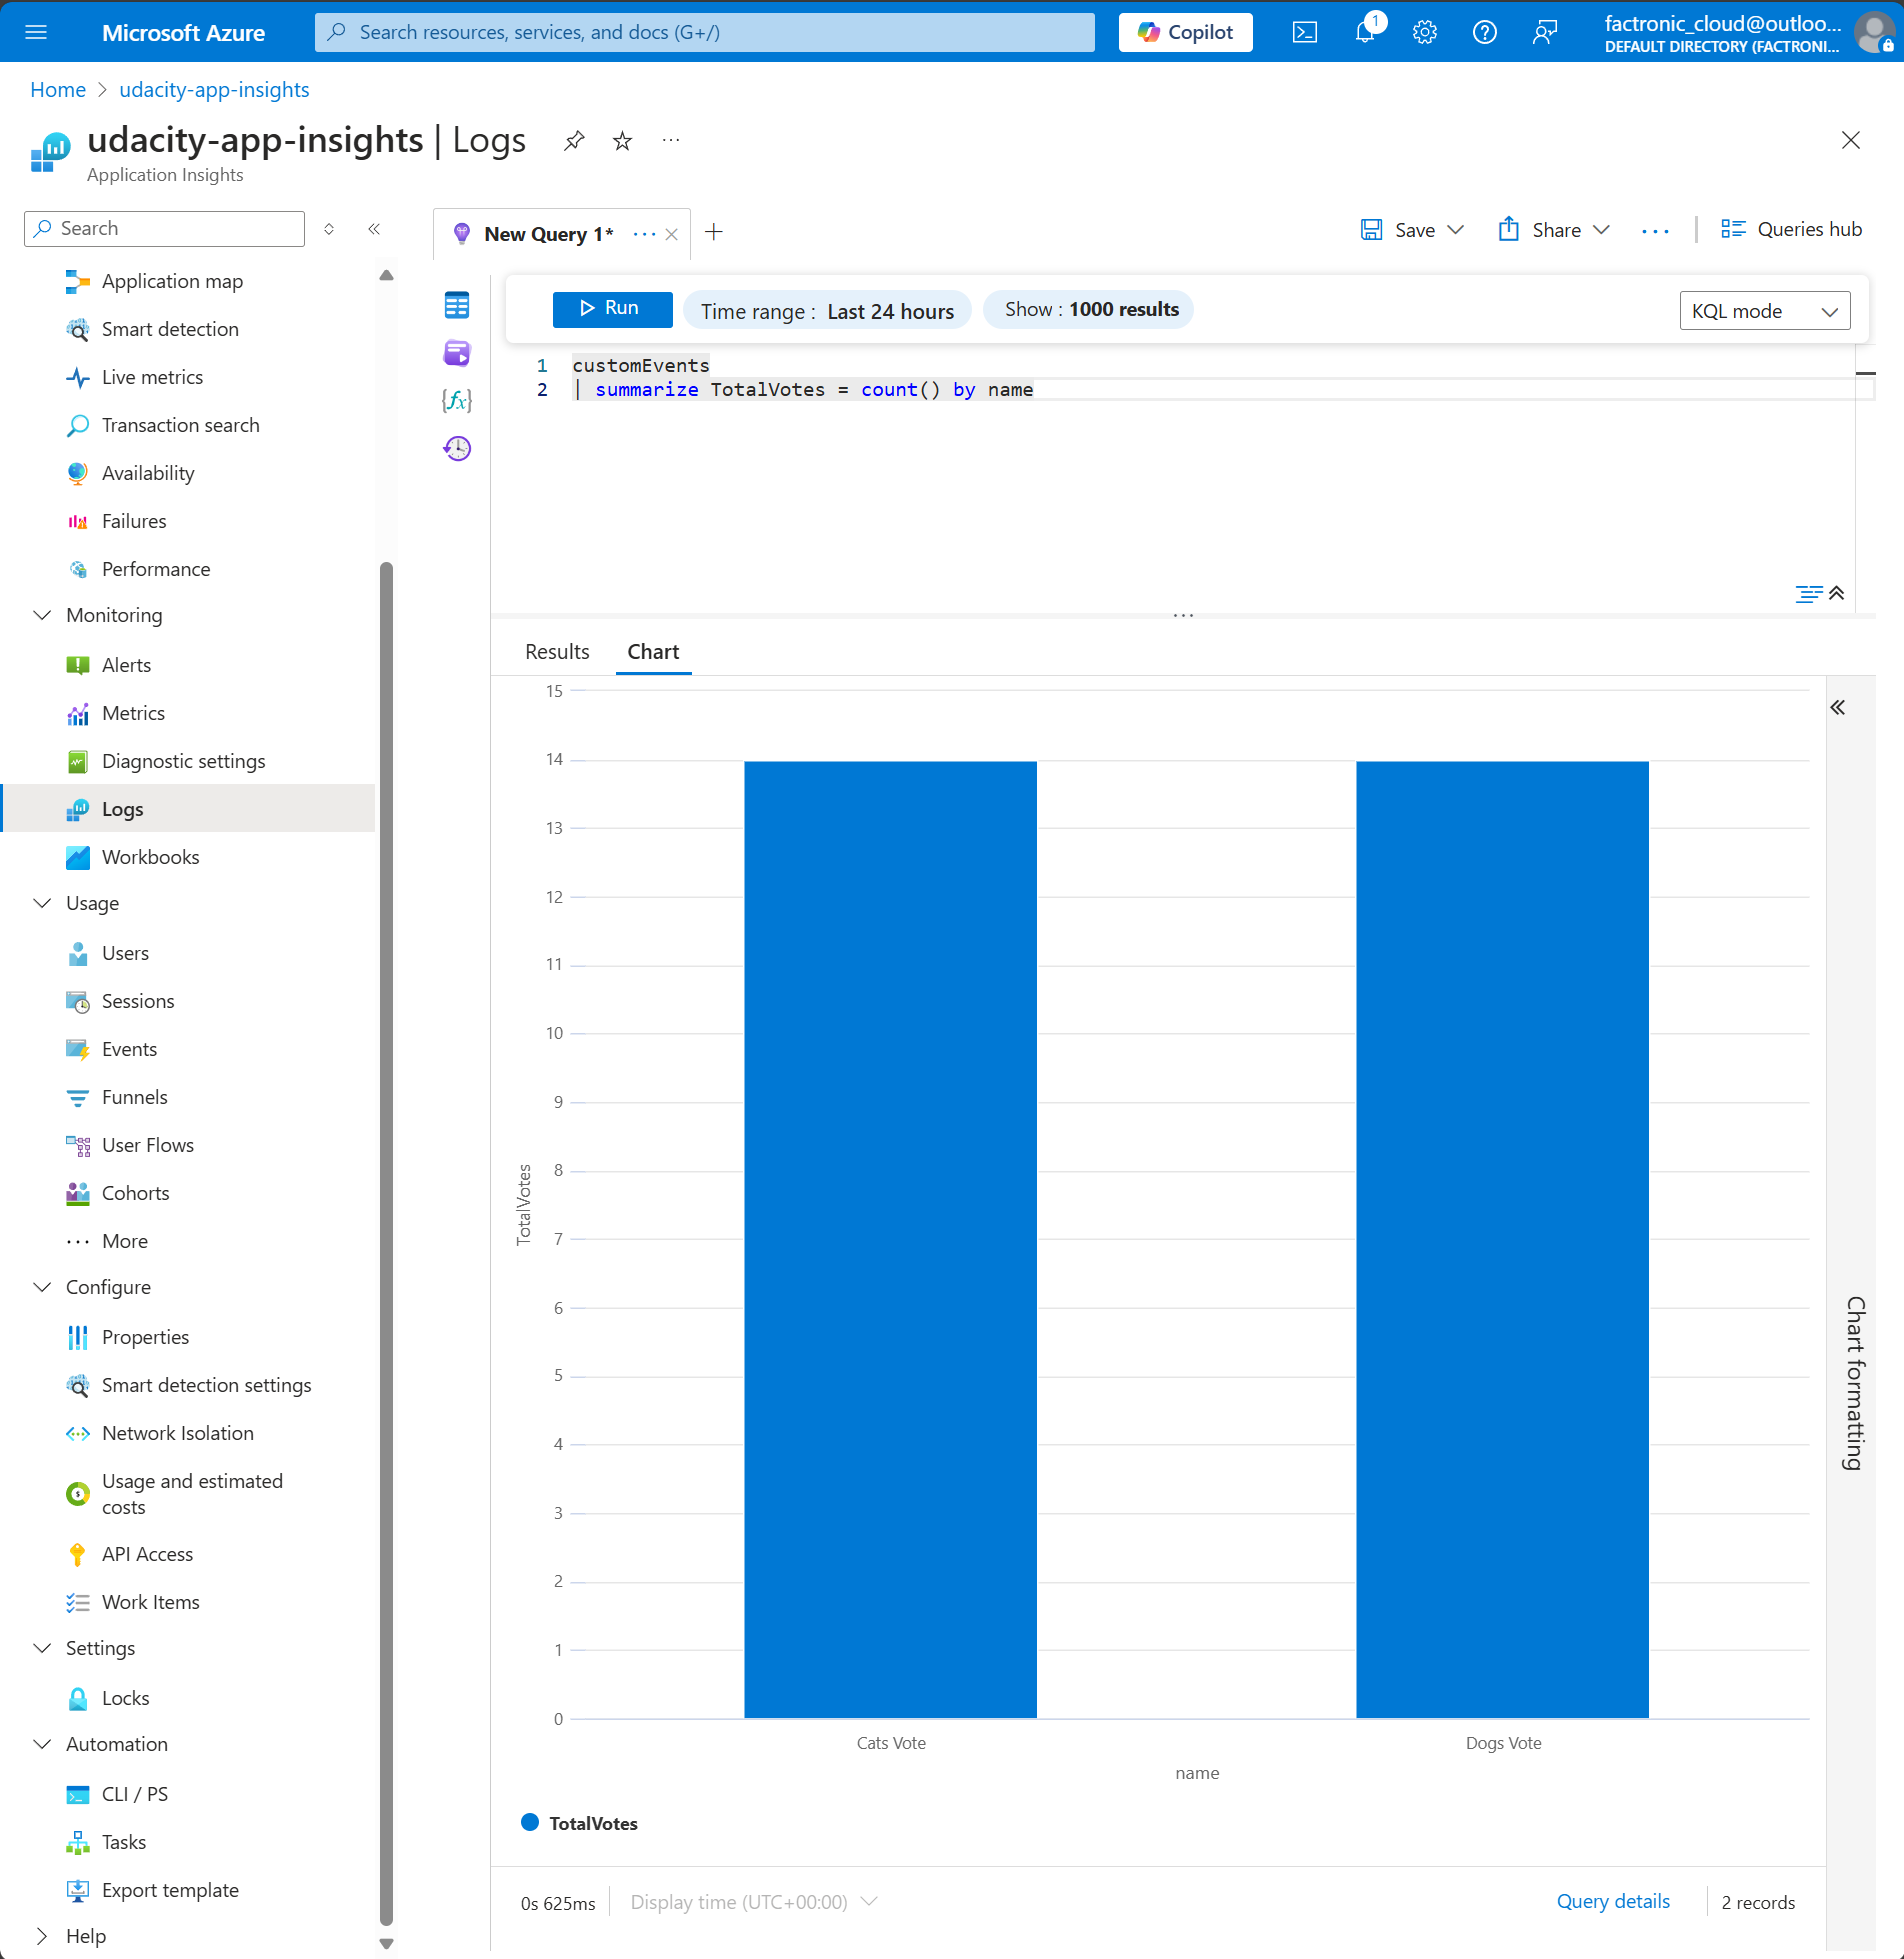 Microsoft Azure
Search resources, services, and docs (G+/)
Copilot
1
factronic_cloud@outloo...
DEFAULT DIRECTORY (FACTRONI...
Home > udacity-app-insights
udacity-app-insights | Logs
Application Insights
Search
Application map
Smart detection
Live metrics
Transaction search
Availability
Failures
Performance
Monitoring
Alerts
Metrics
Diagnostic settings
Logs
Workbooks
Usage
Users
Sessions
Events
Funnels
User Flows
Cohorts
More
Configure
Properties
Smart detection settings
Network Isolation
Usage and estimated
costs
API Access
Work Items
Settings
Locks
Automation
CLI / PS
Tasks
Export template
Help
New Query 1*
Save
Share
Queries hub
Run
Time range : Last 24 hours
Show : 1000 results
KQL mode
{fx}
1 customEvents
2 | summarize TotalVotes = count() by name
Results
Chart
15
14
13
12
11
10
9
8
7
6
5
4
3
2
1
0
TotalVotes
Cats Vote
Dogs Vote
name
TotalVotes
Chart formatting
0s 625ms
Display time (UTC+00:00)
Query details
2 records